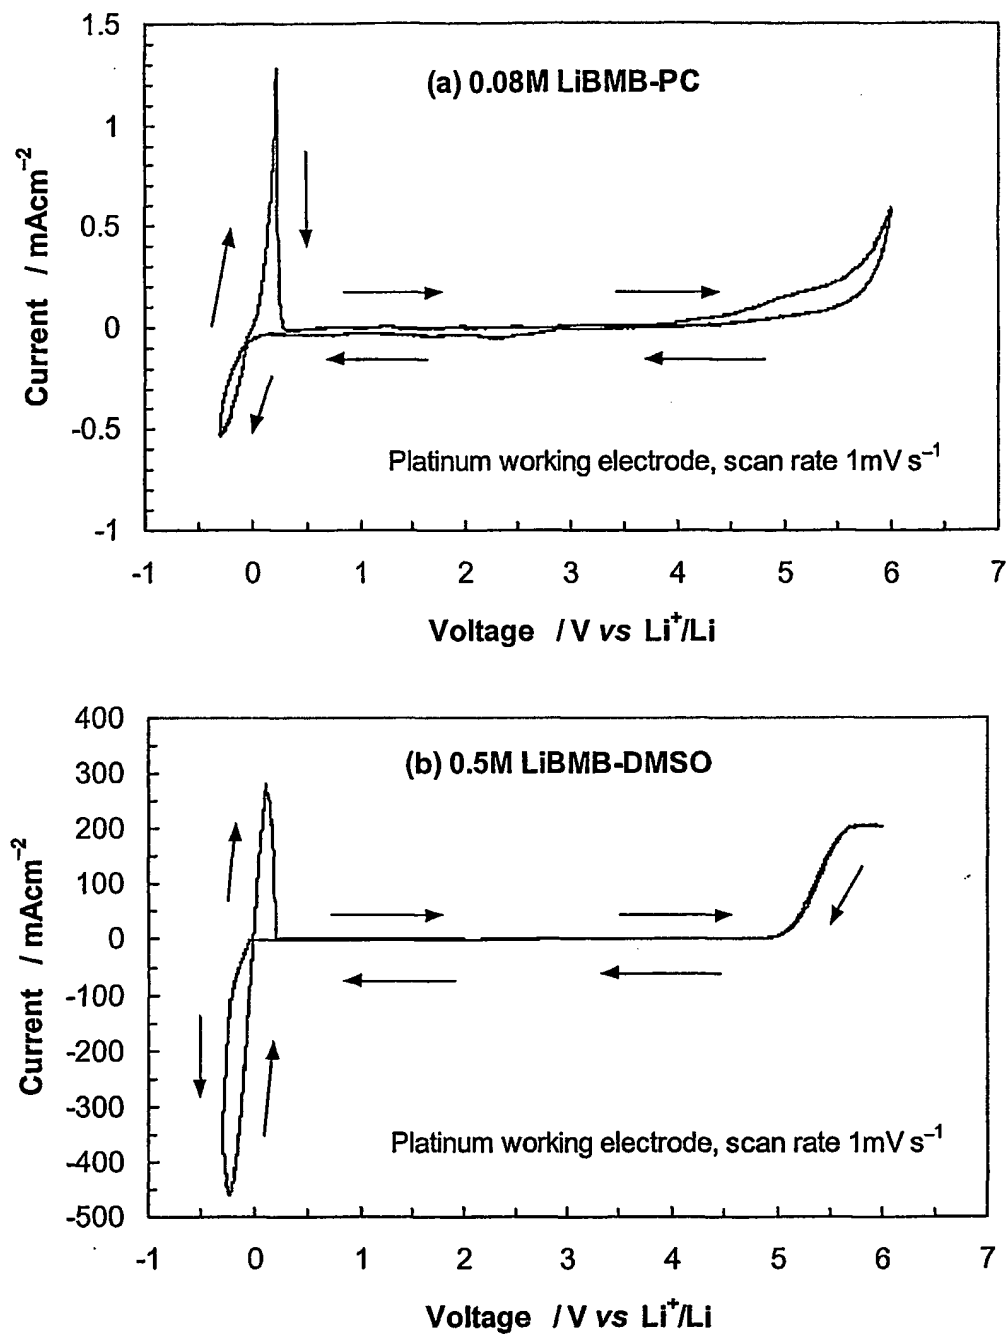 1.5
(a) 0.08M LiBMB-PC
1
0.5
0
-0.5
Platinum working electrode, scan rate 1mV s⁻¹
-1
-1 0 1 2 3 4 5 6 7
Current / mAcm⁻²
Voltage / V vs Li⁺/Li
400
(b) 0.5M LiBMB-DMSO
300
200
100
0
-100
-200
-300
Platinum working electrode, scan rate 1mV s⁻¹
-400
-500
-1 0 1 2 3 4 5 6 7
Current / mAcm⁻²
Voltage / V vs Li⁺/Li